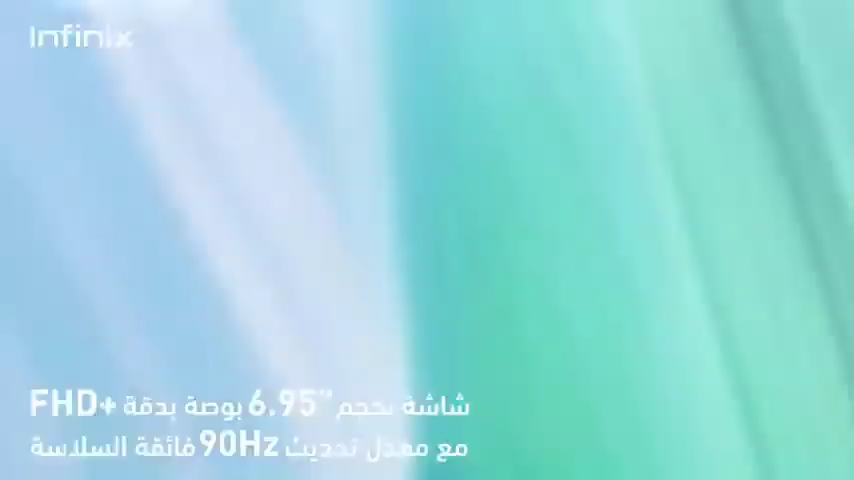 Infinix
شاشة بحجم "6.95 بوصة بدقة FHD+
مع معدل تحديث 90Hz فائقة السلاسة